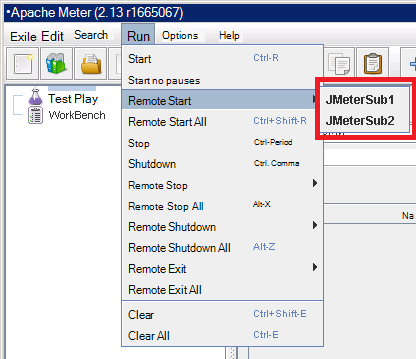 •Apache Meter (2.13 r1665067)
Exile Edit Search Run Options Help
Start Ctrl-R
Start no pauses
Test Play
Remote Start
JMeterSub1
WorkBench
Remote Start All Ctrl+Shift-R
JMeterSub2
Stop Ctrl-Period
Shutdown Ctrl. Comma
Remote Stop
Remote Stop All Alt-X
Na
Remote Shutdown
Remote Shutdown All Alt-Z
Remote Exit
Remote Exit All
Clear Ctrl+Shift-E
Clear All Ctrl-E